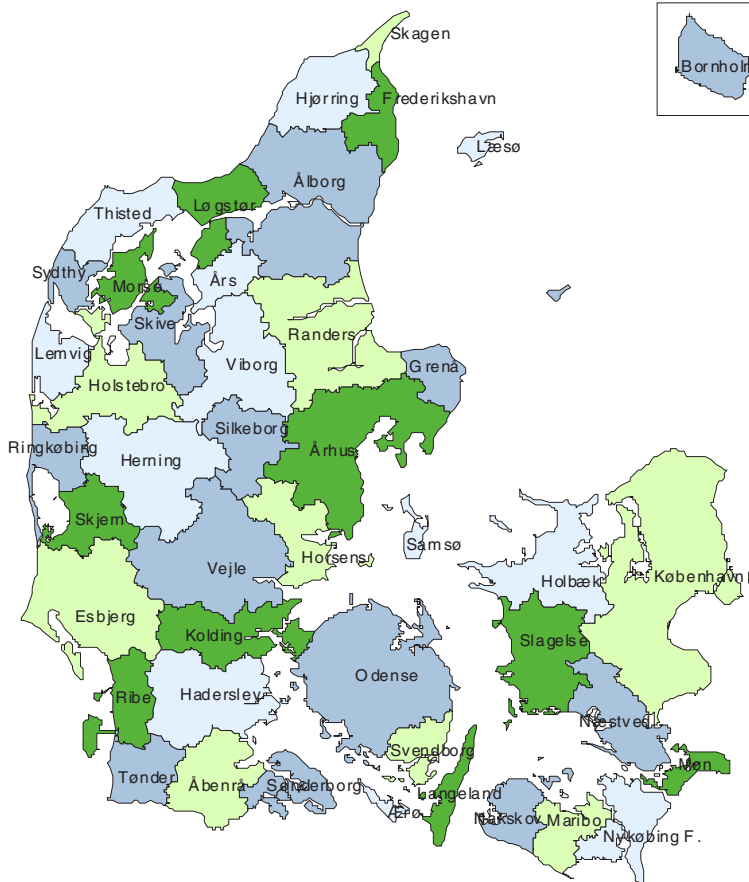 Skagen
Bornholm
Hjørring
Frederikshavn
Læsø
Ålborg
Thisted
Løgstør
Sydthy
Morsø
Års
Skive
Randers
Lemvig
Viborg
Grenå
Holstebro
Silkeborg
Ringkøbing
Herning
Århus
Skjern
Samsø
Horsens
Vejle
Holbæk
København
Esbjerg
Kolding
Slagelse
Odense
Ribe
Haderslev
Næstved
Svendborg
Møn
Tønder
Åbenrå
Sønderborg
Langeland
Ærø
Nakskov
Maribo
Nykøbing F.